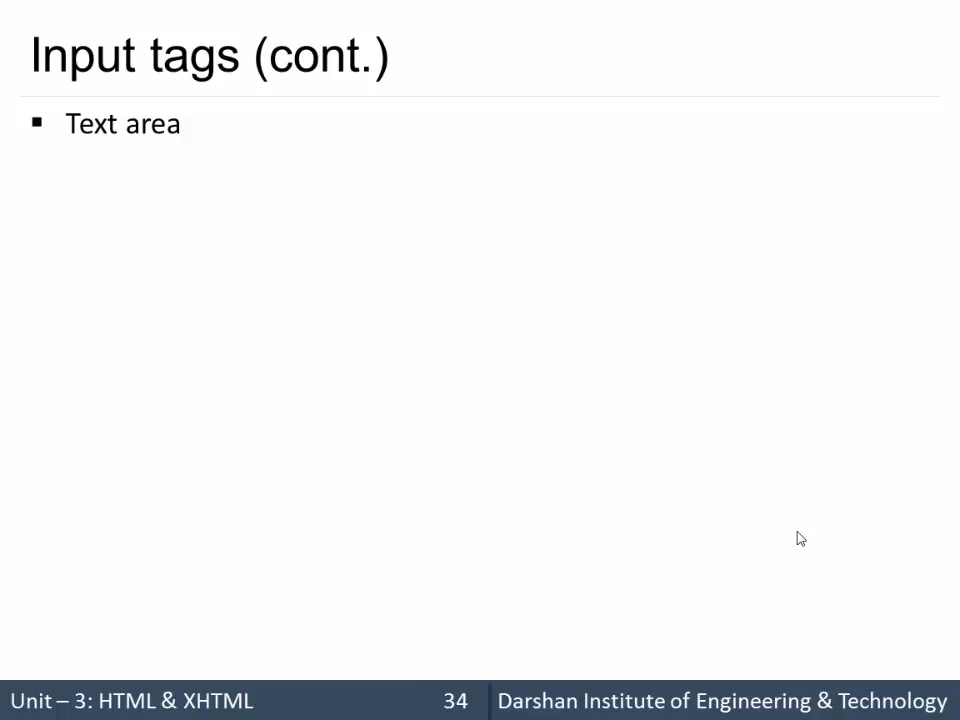 Input tags (cont.)
▪ Text area
Unit – 3: HTML & XHTML 34 Darshan Institute of Engineering & Technology